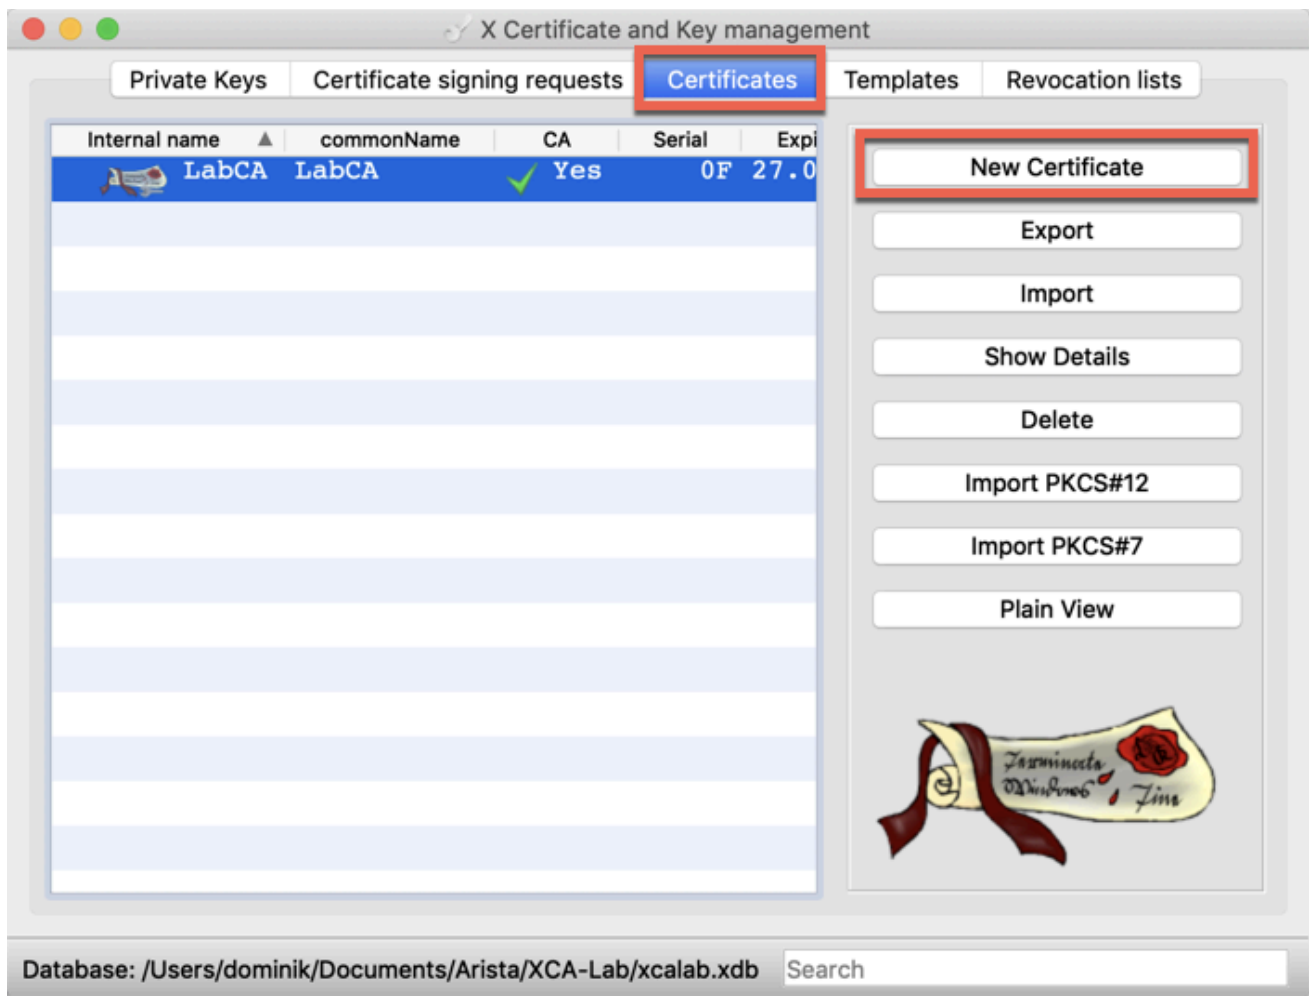 X Certificate and Key management
Private Keys Certificate signing requests Certificates Templates Revocation lists
Internal name commonName CA Serial Expi
LabCA LabCA Yes 0F 27.0
New Certificate
Export
Import
Show Details
Delete
Import PKCS#12
Import PKCS#7
Plain View
Windows
Database: /Users/dominik/Documents/Arista/XCA-Lab/xcalab.xdb Search